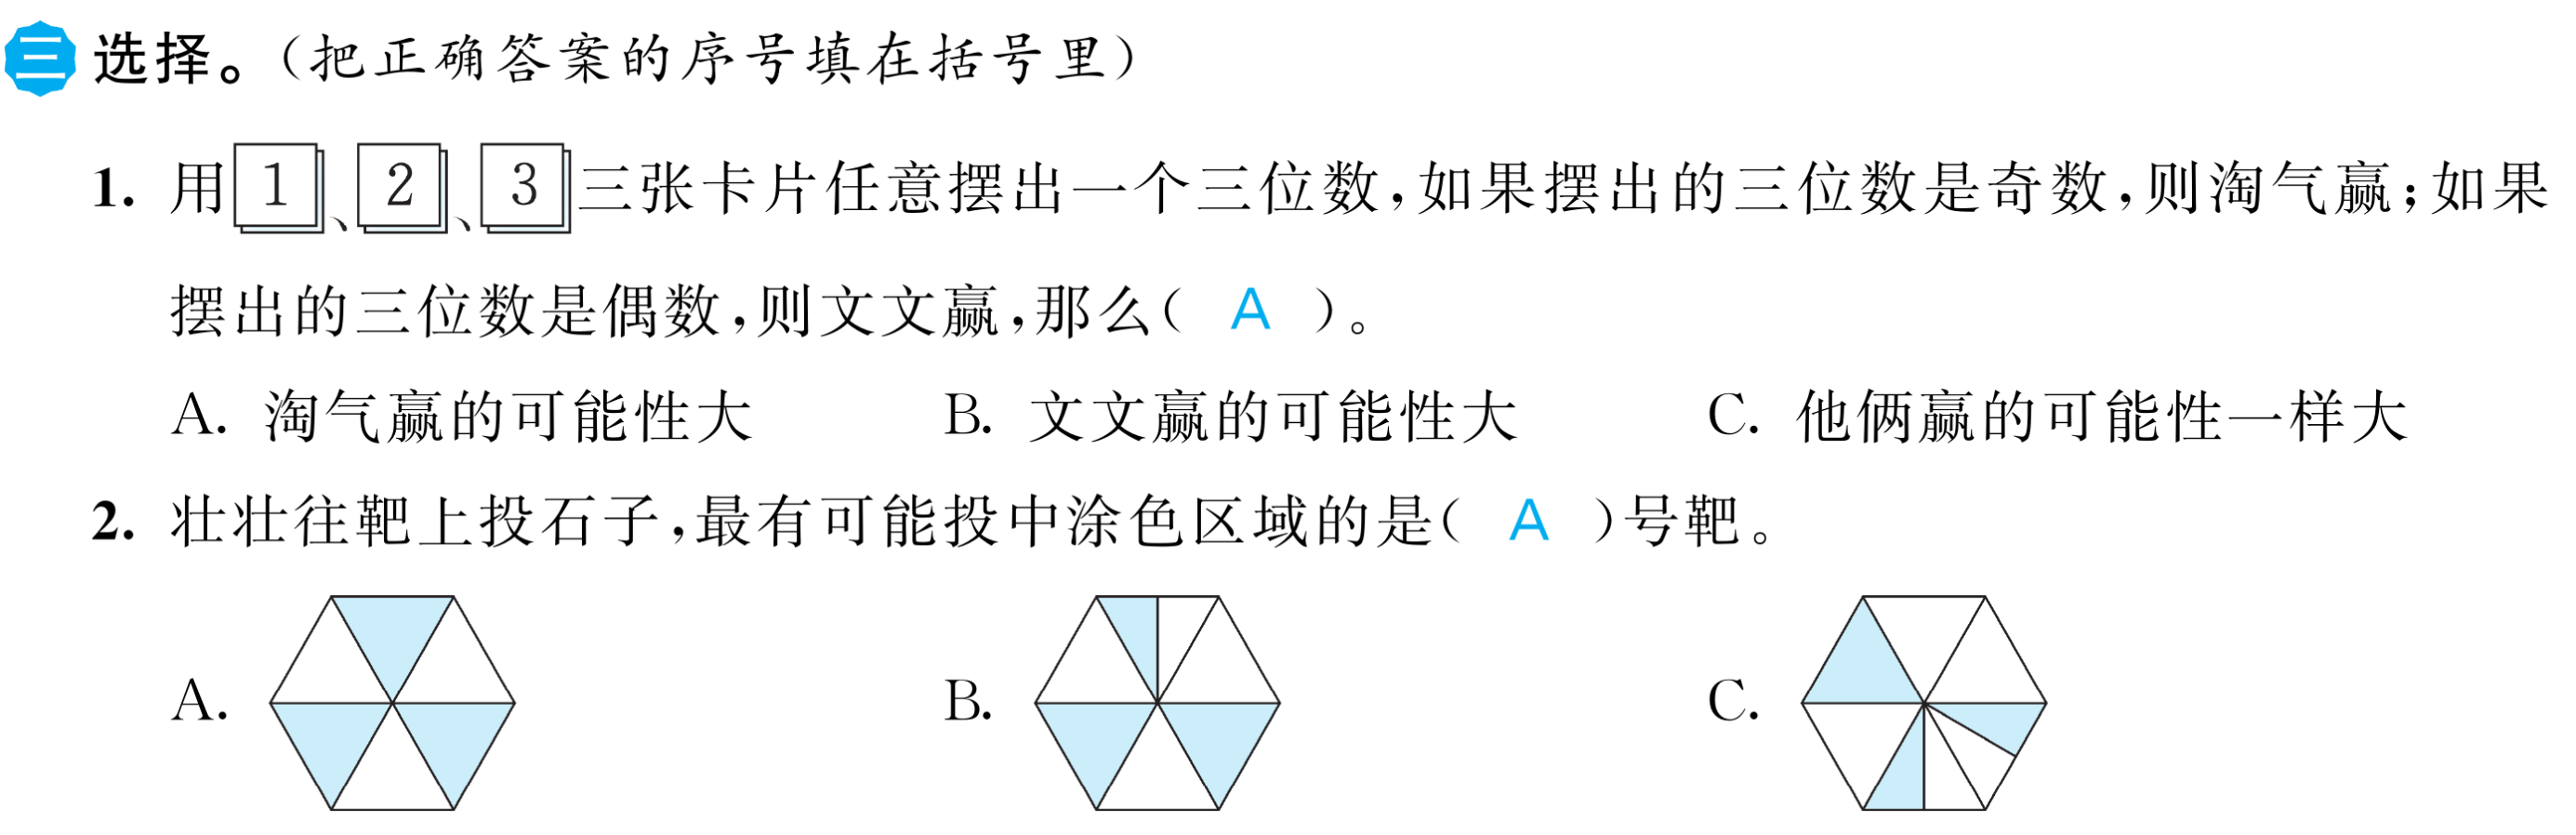 三 选择。(把正确答案的序号填在括号里)
1. 用1、2、3三张卡片任意摆出一个三位数,如果摆出的三位数是奇数,则淘气赢;如果
摆出的三位数是偶数,则文文赢,那么( A )。
A. 淘气赢的可能性大 B. 文文赢的可能性大 C. 他俩赢的可能性一样大
2. 壮壮往靶上投石子,最有可能投中涂色区域的是( A )号靶。
A. B. C.